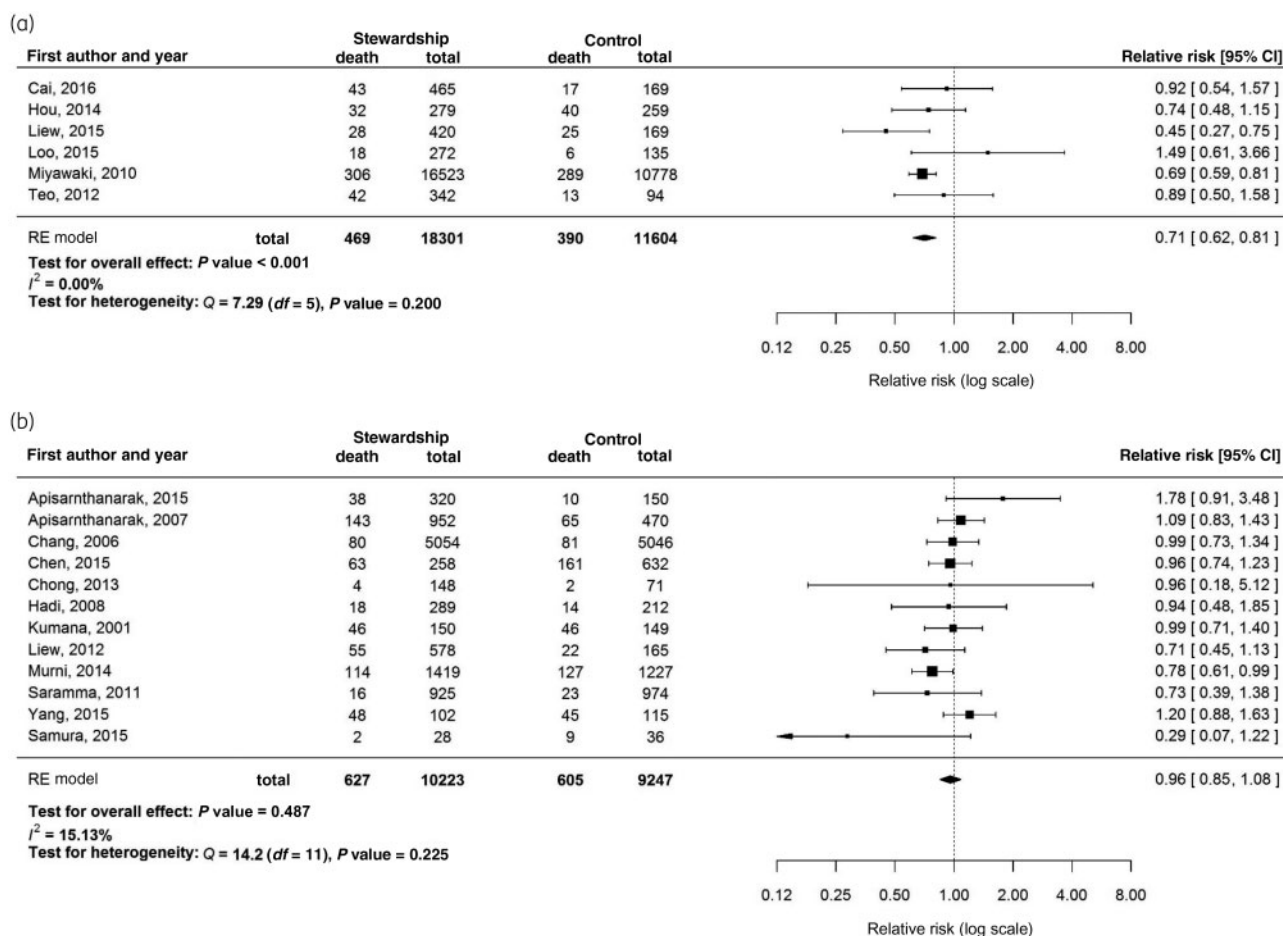 (a)
Stewardship Control
First author and year death total death total Relative risk [95% CI]
Cai, 2016 43 465 17 169 0.92 [ 0.54, 1.57 ]
Hou, 2014 32 279 40 259 0.74 [ 0.48, 1.15 ]
Liew, 2015 28 420 25 169 0.45 [ 0.27, 0.75 ]
Loo, 2015 18 272 6 135 1.49 [ 0.61, 3.66 ]
Miyawaki, 2010 306 16523 289 10778 0.69 [ 0.59, 0.81 ]
Teo, 2012 42 342 13 94 0.89 [ 0.50, 1.58 ]
RE model total 469 18301 390 11604 0.71 [ 0.62, 0.81 ]
Test for overall effect: P value < 0.001
I² = 0.00%
Test for heterogeneity: Q = 7.29 (df = 5), P value = 0.200
0.12 0.25 0.50 1.00 2.00 4.00 8.00
Relative risk (log scale)
(b)
Stewardship Control
First author and year death total death total Relative risk [95% CI]
Apisarnthanarak, 2015 38 320 10 150 1.78 [ 0.91, 3.48 ]
Apisarnthanarak, 2007 143 952 65 470 1.09 [ 0.83, 1.43 ]
Chang, 2006 80 5054 81 5046 0.99 [ 0.73, 1.34 ]
Chen, 2015 63 258 161 632 0.96 [ 0.74, 1.23 ]
Chong, 2013 4 148 2 71 0.96 [ 0.18, 5.12 ]
Hadi, 2008 18 289 14 212 0.94 [ 0.48, 1.85 ]
Kumana, 2001 46 150 46 149 0.99 [ 0.71, 1.40 ]
Liew, 2012 55 578 22 165 0.71 [ 0.45, 1.13 ]
Murni, 2014 114 1419 127 1227 0.78 [ 0.61, 0.99 ]
Saramma, 2011 16 925 23 974 0.73 [ 0.39, 1.38 ]
Yang, 2015 48 102 45 115 1.20 [ 0.88, 1.63 ]
Samura, 2015 2 28 9 36 0.29 [ 0.07, 1.22 ]
RE model total 627 10223 605 9247 0.96 [ 0.85, 1.08 ]
Test for overall effect: P value = 0.487
I² = 15.13%
Test for heterogeneity: Q = 14.2 (df = 11), P value = 0.225
0.12 0.25 0.50 1.00 2.00 4.00 8.00
Relative risk (log scale)